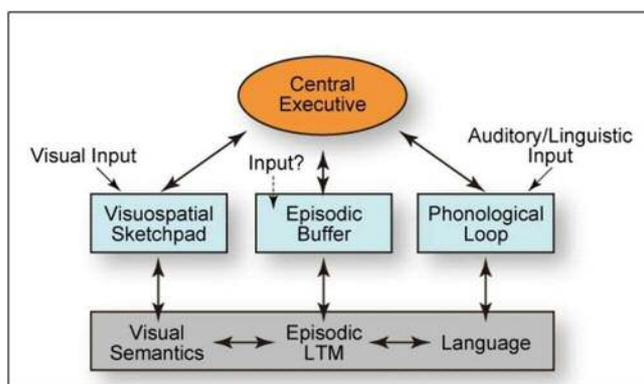 Central
Executive
Visual Input
Input?
Auditory/Linguistic
Input
Visuospatial
Sketchpad
Episodic
Buffer
Phonological
Loop
Visual
Semantics
Episodic
LTM
Language